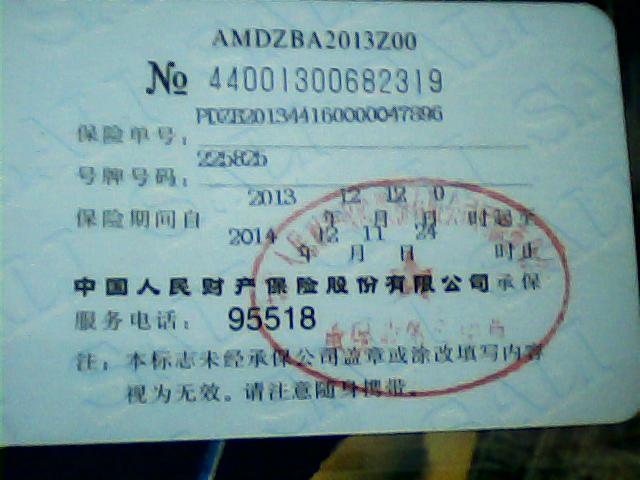 AMDZBA2013Z00
No 44001300682319
保险单号： PDZB201344160000047896
号牌号码： 225826
保险期间自 2013 年 12 月 12 日 0 时起至
2014 年 12 月 11 日 24 时止
中国人民财产保险股份有限公司承保
服务电话： 95518
注：本标志未经承保公司盖章或涂改填写内容
视为无效。请注意随身携带。